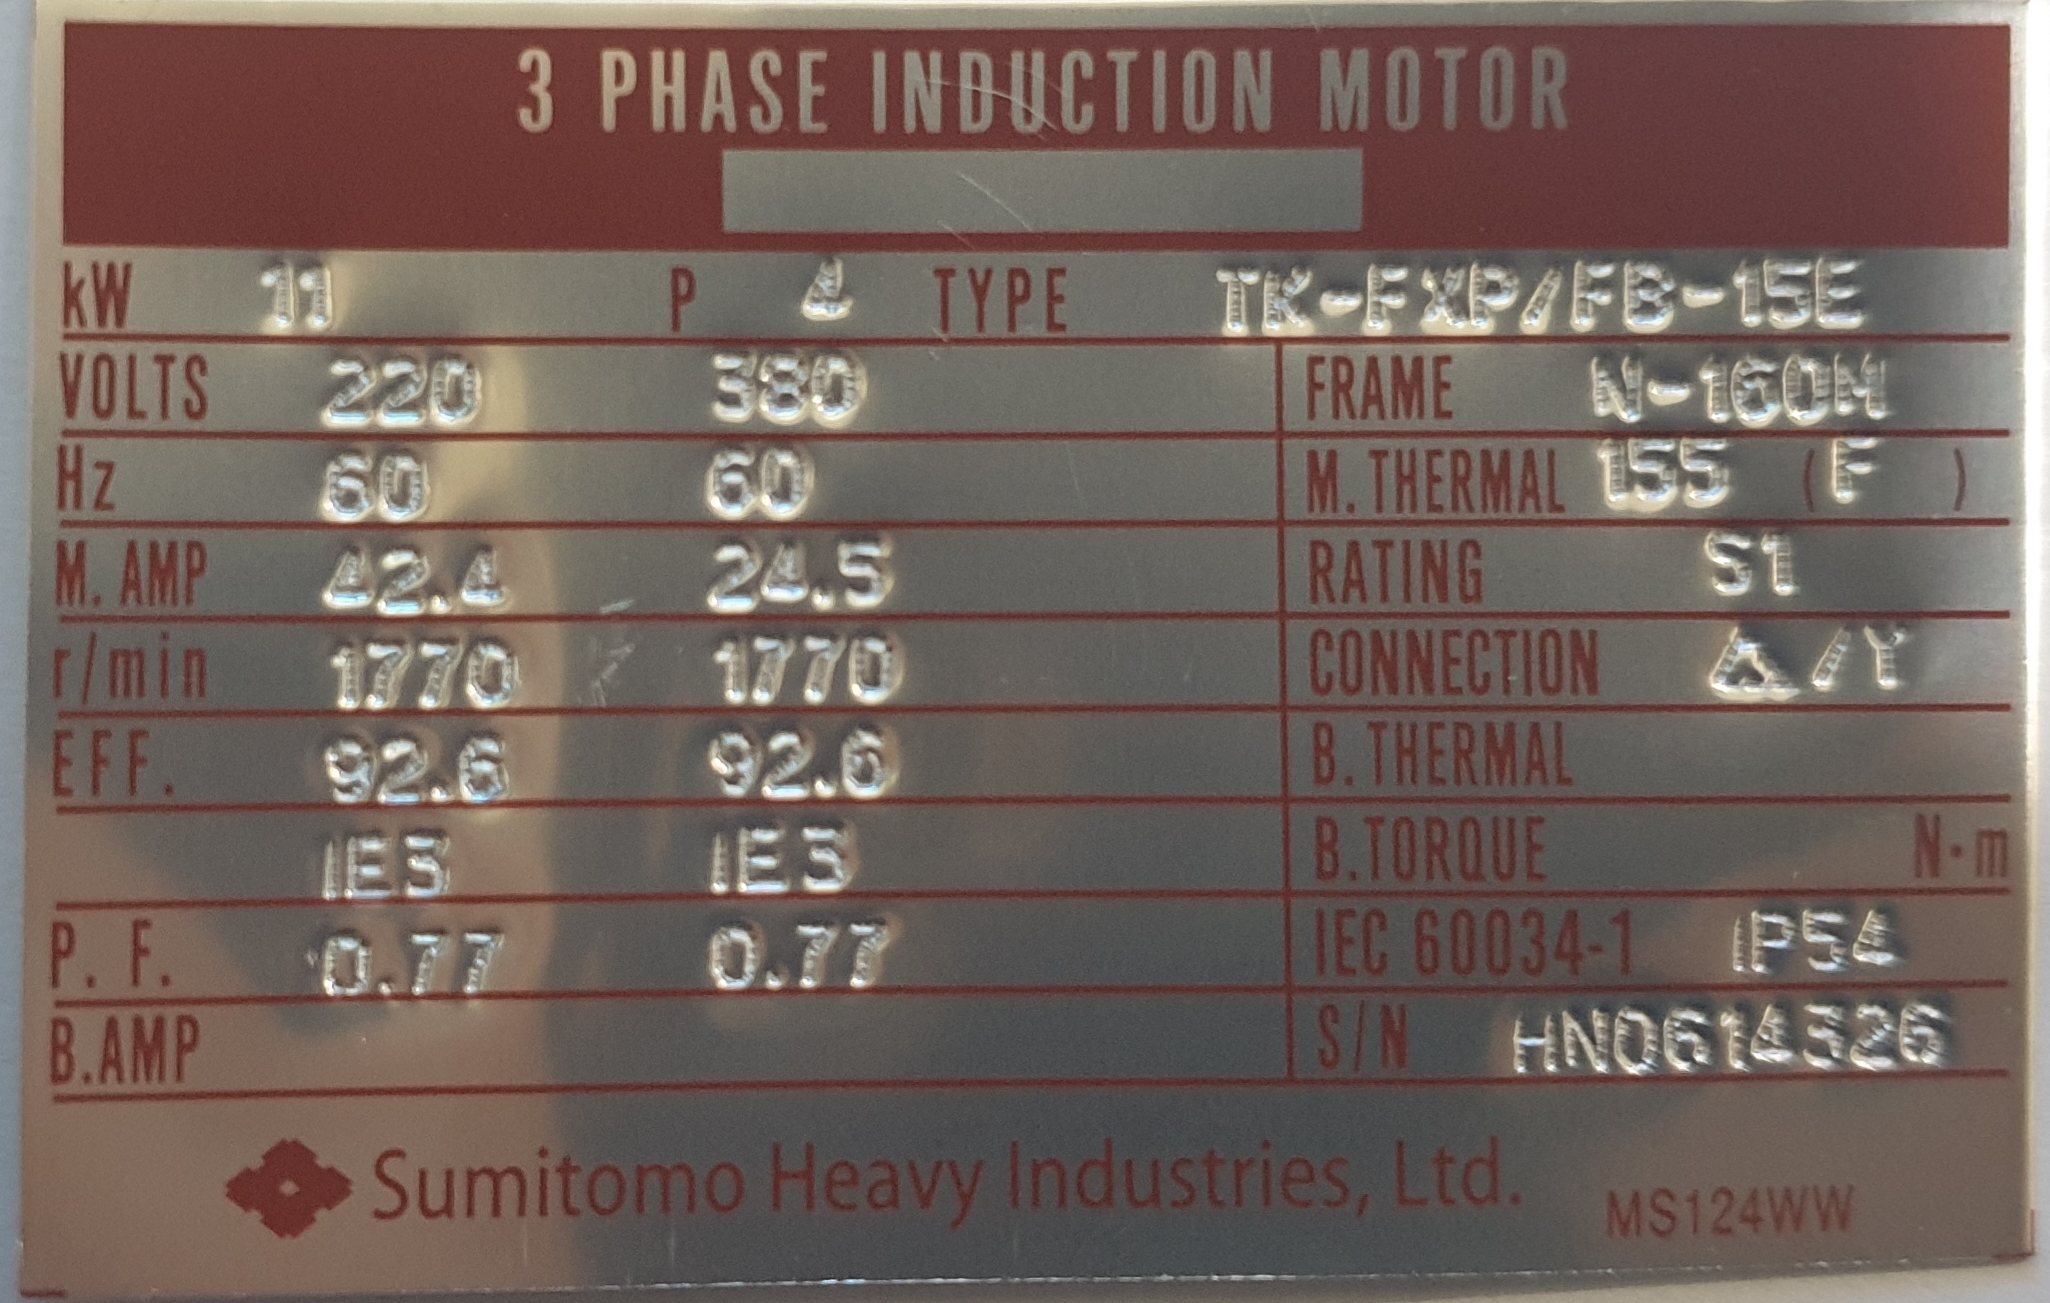 3 PHASE INDUCTION MOTOR
kW 11 P 4 TYPE TK-FXP/FB-15E
VOLTS 220 380 FRAME N-160M
Hz 60 60 M.THERMAL 155 (F)
M. AMP 42.4 24.5 RATING S1
r/min 1770 1770 CONNECTION Δ/Y
EFF. 92.6 92.6 B.THERMAL
IE3 IE3 B.TORQUE N·m
P. F. 0.77 0.77 IEC 60034-1 IP54
B.AMP S/N HN0614326
Sumitomo Heavy Industries, Ltd. MS124WW